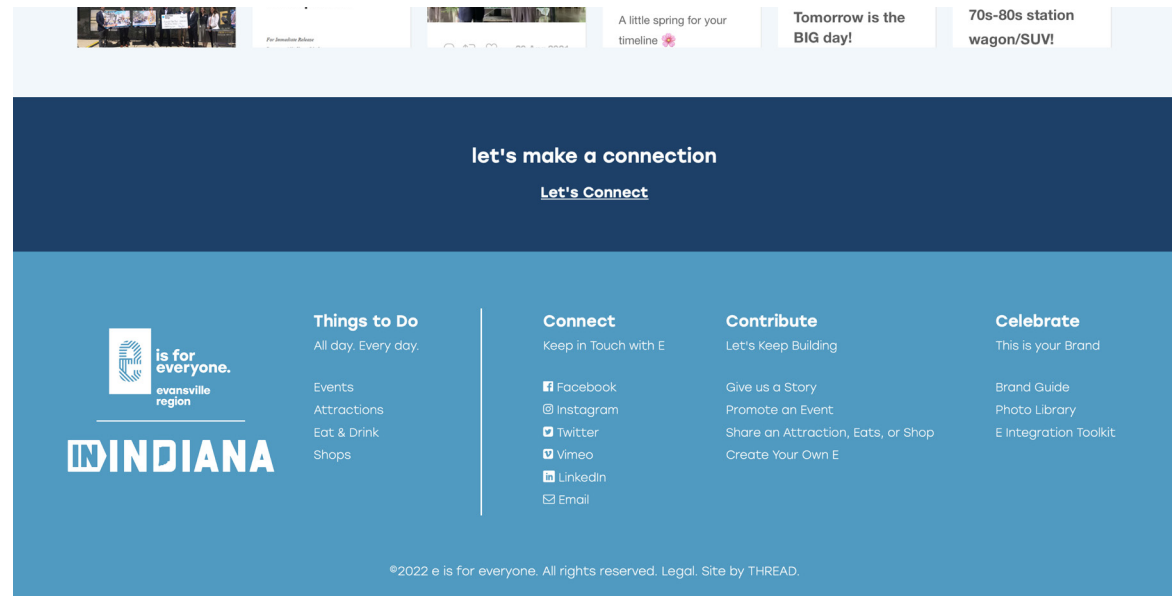 For Immediate Release
A little spring for your
timeline 🌸
Tomorrow is the
BIG day!
70s-80s station
wagon/SUV!
let's make a connection
Let's Connect
e is for
everyone.
evansville
region
IN INDIANA
Things to Do
All day. Every day.
Events
Attractions
Eat & Drink
Shops
Connect
Keep in Touch with E
Facebook
Instagram
Twitter
Vimeo
LinkedIn
Email
Contribute
Let's Keep Building
Give us a Story
Promote an Event
Share an Attraction, Eats, or Shop
Create Your Own E
Celebrate
This is your Brand
Brand Guide
Photo Library
E Integration Toolkit
©2022 e is for everyone. All rights reserved. Legal. Site by THREAD.